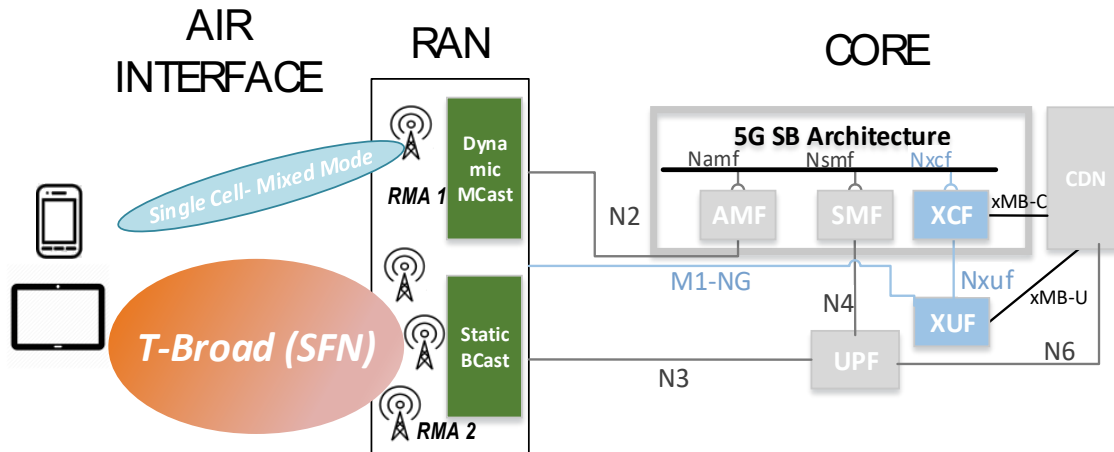 AIR
INTERFACE
RAN
CORE
Single Cell- Mixed Mode
RMA 1
Dyna
mic
MCast
5G SB Architecture
Namf
Nsmf
Nxcf
CDN
AMF
SMF
XCF
xMB-C
N2
M1-NG
Nxuf
xMB-U
N4
XUF
T-Broad (SFN)
Static
BCast
N3
UPF
N6
RMA 2